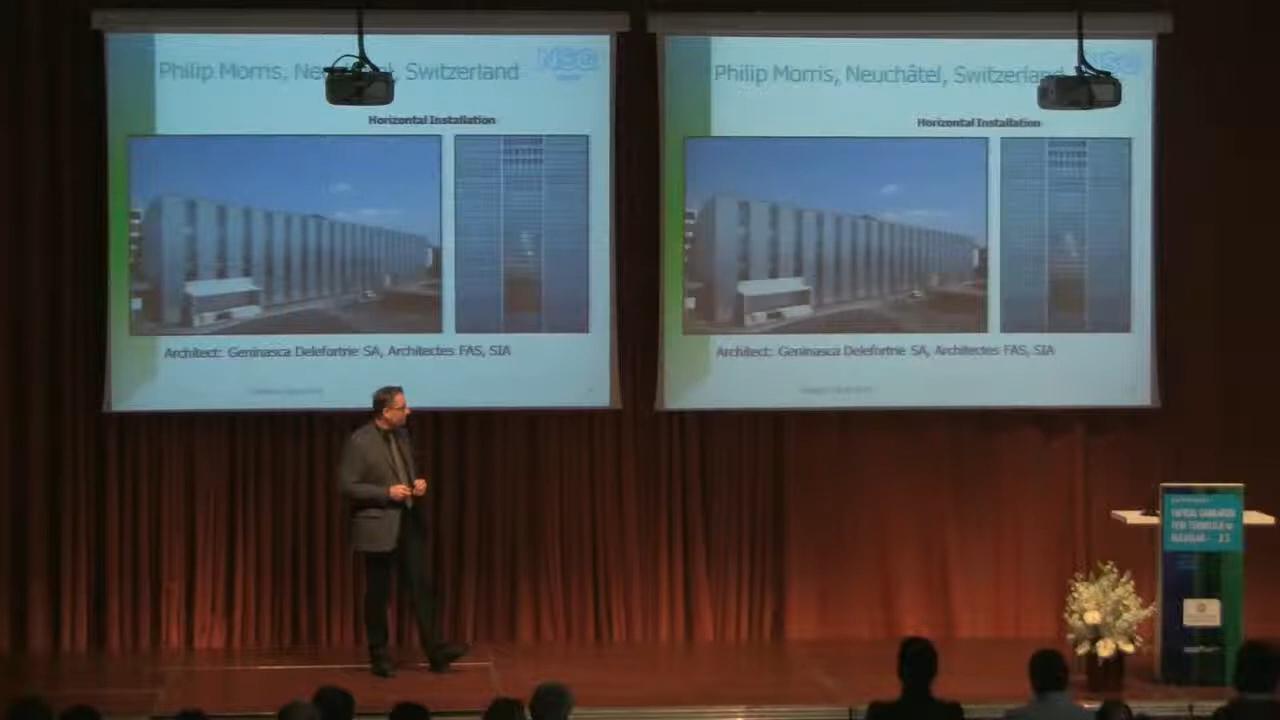 Philip Morris, Neuchâtel, Switzerland
NSG
Horizontal Installation
Architect: Geninasca Delefortrie SA, Architectes FAS, SIA
Philip Morris, Neuchâtel, Switzerland
Horizontal Installation
Architect: Geninasca Delefortrie SA, Architectes FAS, SIA